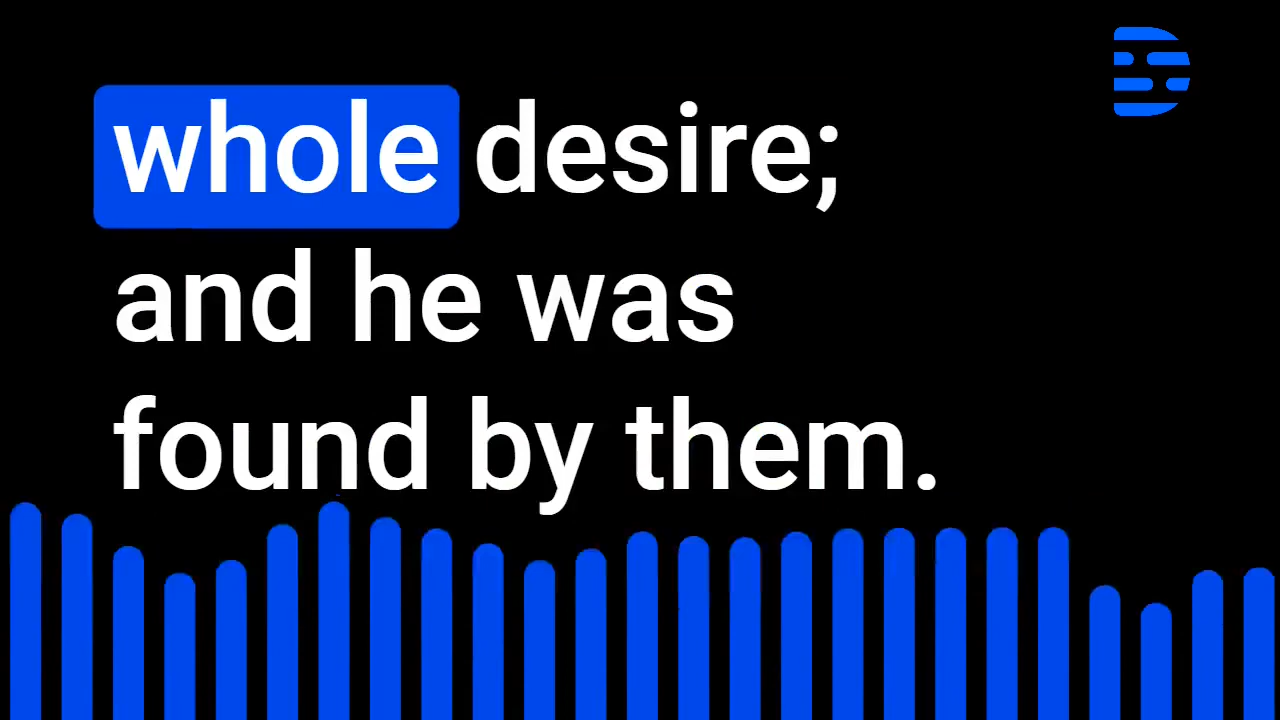 whole desire;
and he was
found by them.